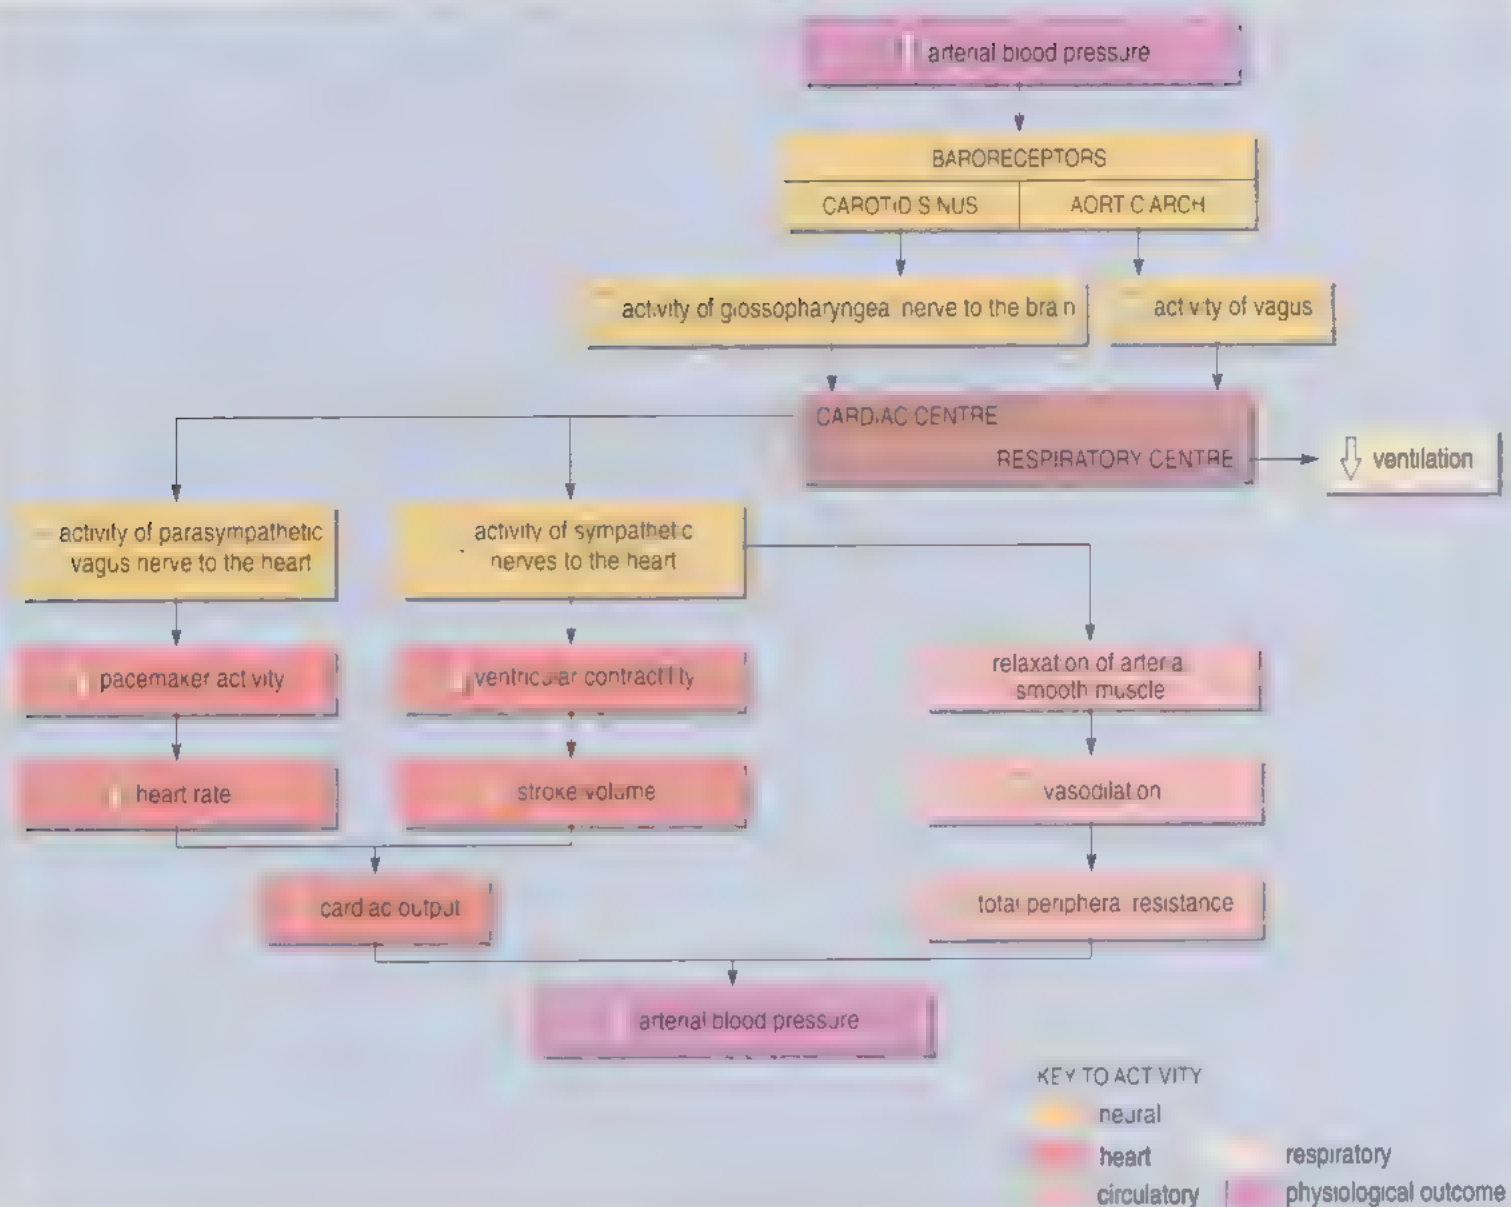 arterial blood pressure
BARORECEPTORS
CAROTID SINUS
AORTIC ARCH
activity of glossopharyngeal nerve to the brain
activity of vagus
CARDIAC CENTRE
RESPIRATORY CENTRE
ventilation
activity of parasympathetic
vagus nerve to the heart
activity of sympathetic
nerves to the heart
pacemaker activity
ventricular contractility
relaxation of arterial
smooth muscle
heart rate
stroke volume
vasodilation
cardiac output
total peripheral resistance
arterial blood pressure
KEY TO ACTIVITY
neural
heart
respiratory
circulatory
physiological outcome